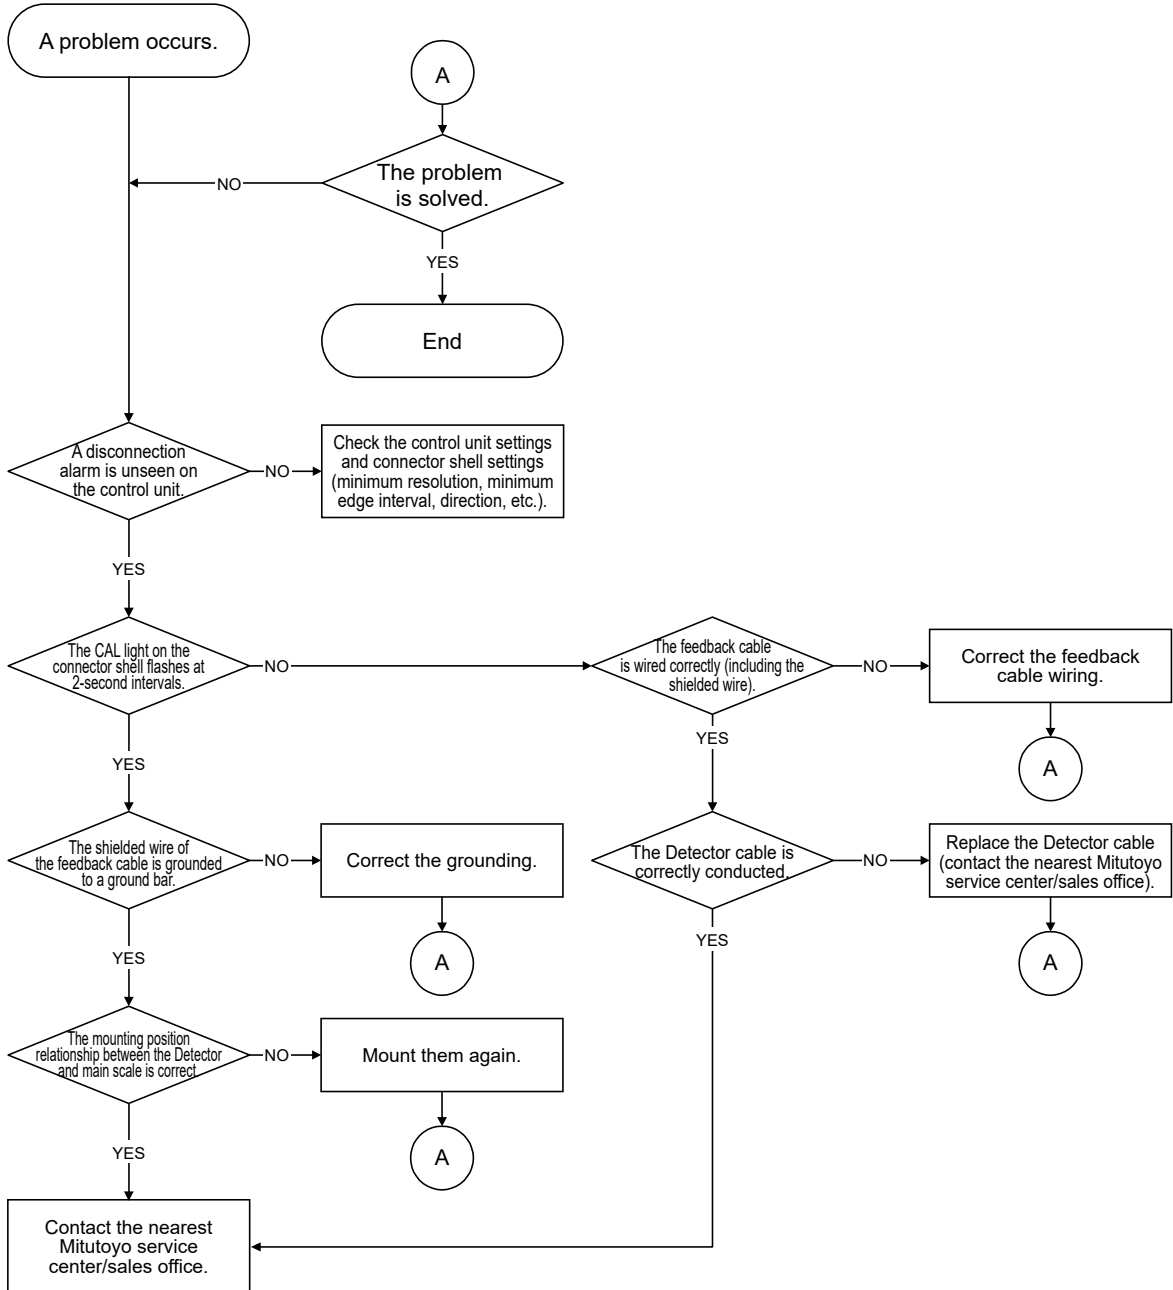 A problem occurs.
A
The problem
is solved.
NO
YES
End
A disconnection
alarm is unseen on
the control unit.
NO
Check the control unit settings
and connector shell settings
(minimum resolution, minimum
edge interval, direction, etc.).
YES
The CAL light on the
connector shell flashes at
2-second intervals.
NO
The feedback cable
is wired correctly (including the
shielded wire).
NO
Correct the feedback
cable wiring.
YES
YES
A
The shielded wire of
the feedback cable is grounded
to a ground bar.
NO
Correct the grounding.
The Detector cable is
correctly conducted.
NO
Replace the Detector cable
(contact the nearest Mitutoyo
service center/sales office).
YES
A
YES
A
The mounting position
relationship between the Detector
and main scale is correct.
NO
Mount them again.
YES
A
Contact the nearest
Mitutoyo service
center/sales office.